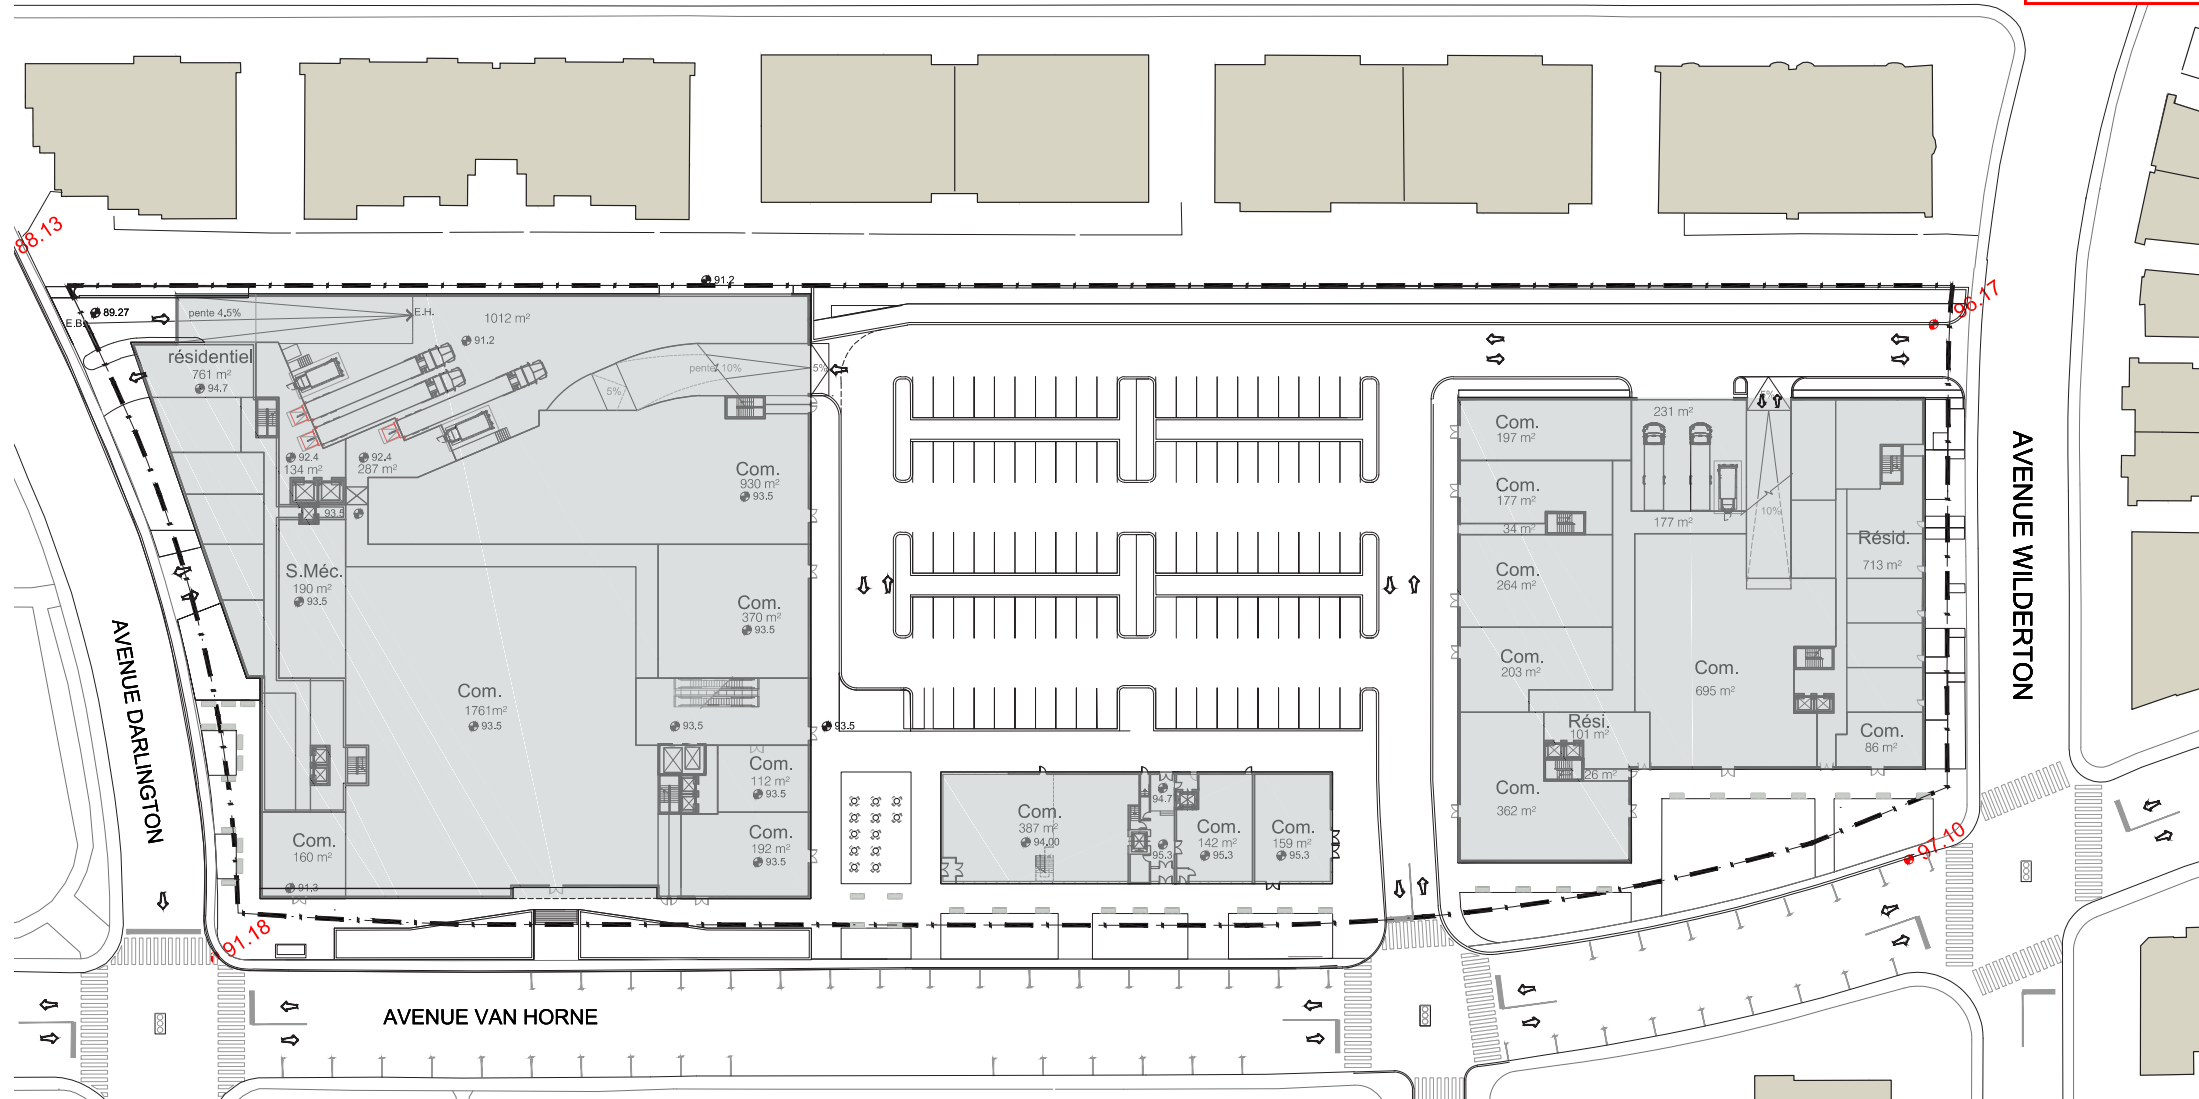 88.13
91.2
89.27
E.B.
pente 4.5%
E.H.
1012 m²
91.2
96.17
résidentiel
761 m²
94.7
pente 10%
5%
5%
92.4
134 m²
92.4
287 m²
93.5
Com.
930 m²
93.5
S.Méc.
190 m²
93.5
Com.
370 m²
93.5
Com.
1761m²
93.5
93,5
93.5
Com.
112 m²
93.5
Com.
192 m²
93.5
Com.
160 m²
91.3
Com.
387 m²
94.00
94.7
95.3
Com.
142 m²
95.3
Com.
159 m²
95.3
Com.
197 m²
231 m²
Com.
177 m²
34 m²
177 m²
10%
Com.
264 m²
Résid.
713 m²
Com.
203 m²
Com.
695 m²
Rési.
101 m²
26 m²
Com.
86 m²
Com.
362 m²
97.10
91.18
AVENUE DARLINGTON
AVENUE WILDERTON
AVENUE VAN HORNE